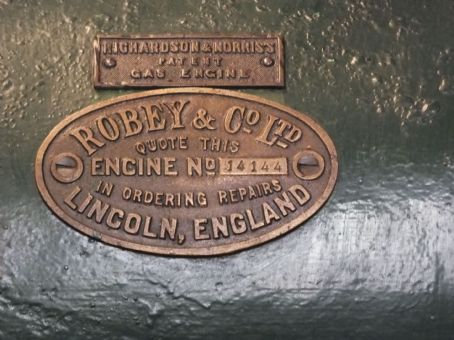 RICHARDSON & NORRIS'S
PATENT
GAS ENGINE
ROBEY & CO LTD
QUOTE THIS
ENGINE NO 14144
IN ORDERING REPAIRS
LINCOLN, ENGLAND